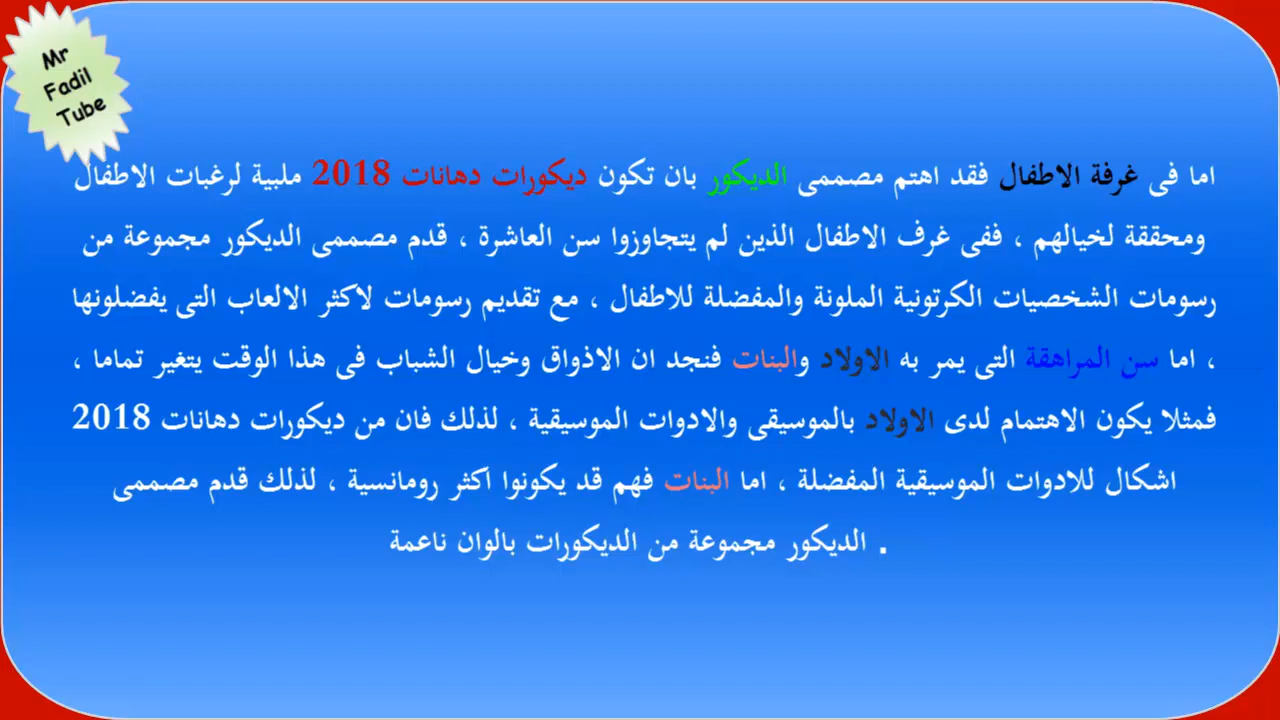 Mr
Fadil
Tube
اما فى غرفة الاطفال فقد اهتم مصممى الديكور بان تكون ديكورات دهانات 2018 ملبية لرغبات الاطفال
ومحققة لخيالهم ، ففى غرف الاطفال الذين لم يتجاوزوا سن العاشرة ، قدم مصممى الديكور مجموعة من
رسومات الشخصيات الكرتونية الملونة والمفضلة للاطفال ، مع تقديم رسومات لاكثر الالعاب التى يفضلونها
، اما سن المراهقة التى يمر به الاولاد والبنات فنجد ان الاذواق وخيال الشباب فى هذا الوقت يتغير تماما ،
فمثلا يكون الاهتمام لدى الاولاد بالموسيقى والادوات الموسيقية ، لذلك فان من ديكورات دهانات 2018
اشكال للادوات الموسيقية المفضلة ، اما البنات فهم قد يكونوا اكثر رومانسية ، لذلك قدم مصممى
. الديكور مجموعة من الديكورات بالوان ناعمة